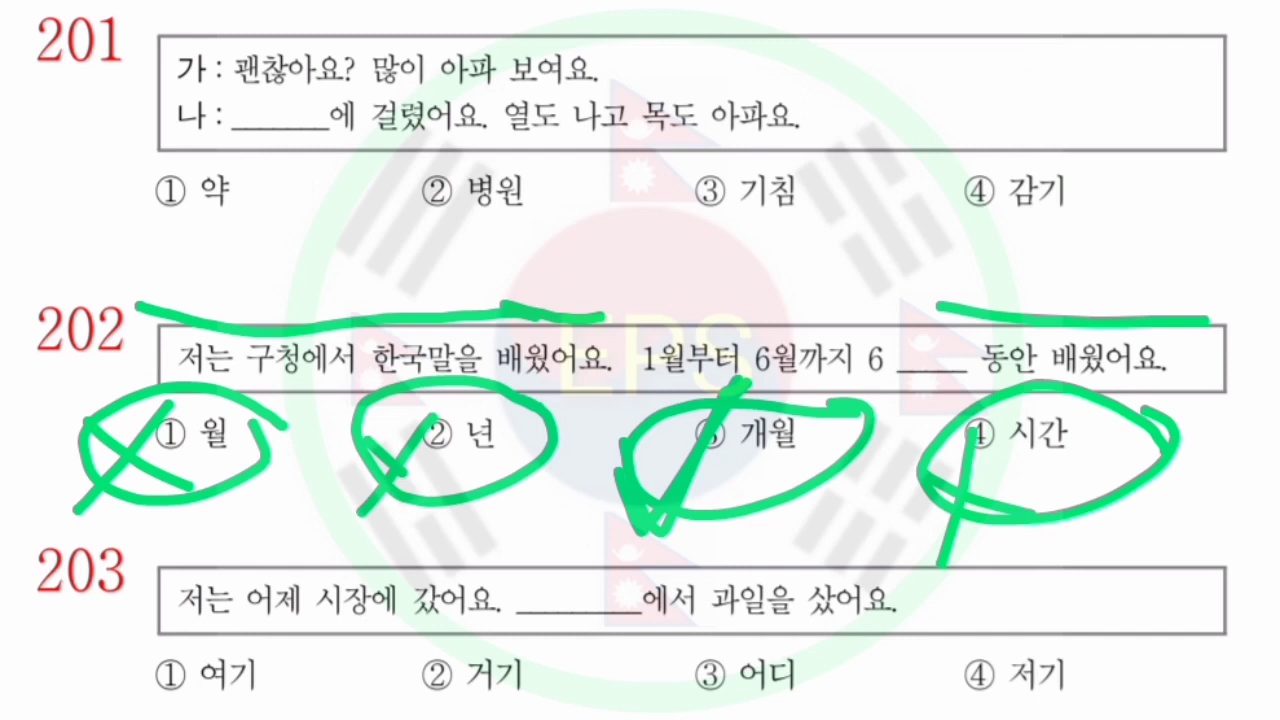 201
가 : 괜찮아요? 많이 아파 보여요.
나 : _______에 걸렸어요. 열도 나고 목도 아파요.
① 약 ② 병원 ③ 기침 ④ 감기
202
저는 구청에서 한국말을 배웠어요. 1월부터 6월까지 6 _____ 동안 배웠어요.
① 월 ② 년 ③ 개월 ④ 시간
203
저는 어제 시장에 갔어요. _________에서 과일을 샀어요.
① 여기 ② 거기 ③ 어디 ④ 저기
EPS